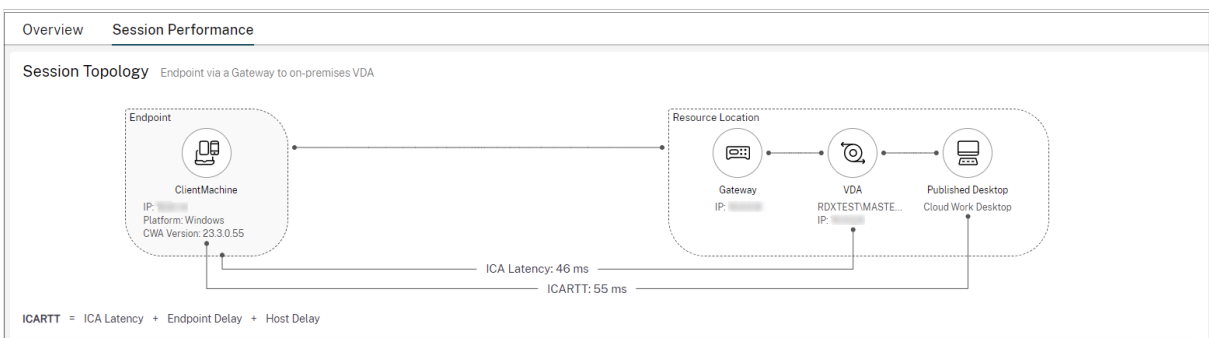 Overview Session Performance
Session Topology Endpoint via a Gateway to on-premises VDA
Endpoint
Resource Location
ClientMachine
IP:
Platform: Windows
CWA Version: 23.3.0.55
Gateway
IP:
VDA
RDXTEST\MASTE...
IP:
Published Desktop
Cloud Work Desktop
ICA Latency: 46 ms
ICARTT: 55 ms
ICARTT = ICA Latency + Endpoint Delay + Host Delay